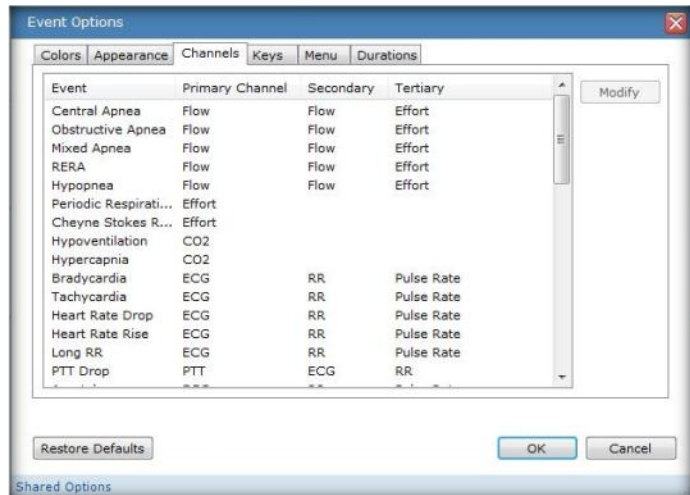 Event Options
Colors Appearance Channels Keys Menu Durations
Event Primary Channel Secondary Tertiary
Modify
Central Apnea Flow Flow Effort
Obstructive Apnea Flow Flow Effort
Mixed Apnea Flow Flow Effort
RERA Flow Flow Effort
Hypopnea Flow Flow Effort
Periodic Respirati... Effort
Cheyne Stokes R... Effort
Hypoventilation CO2
Hypercapnia CO2
Bradycardia ECG RR Pulse Rate
Tachycardia ECG RR Pulse Rate
Heart Rate Drop ECG RR Pulse Rate
Heart Rate Rise ECG RR Pulse Rate
Long RR ECG RR Pulse Rate
PTT Drop PTT ECG RR
Restore Defaults OK Cancel
Shared Options